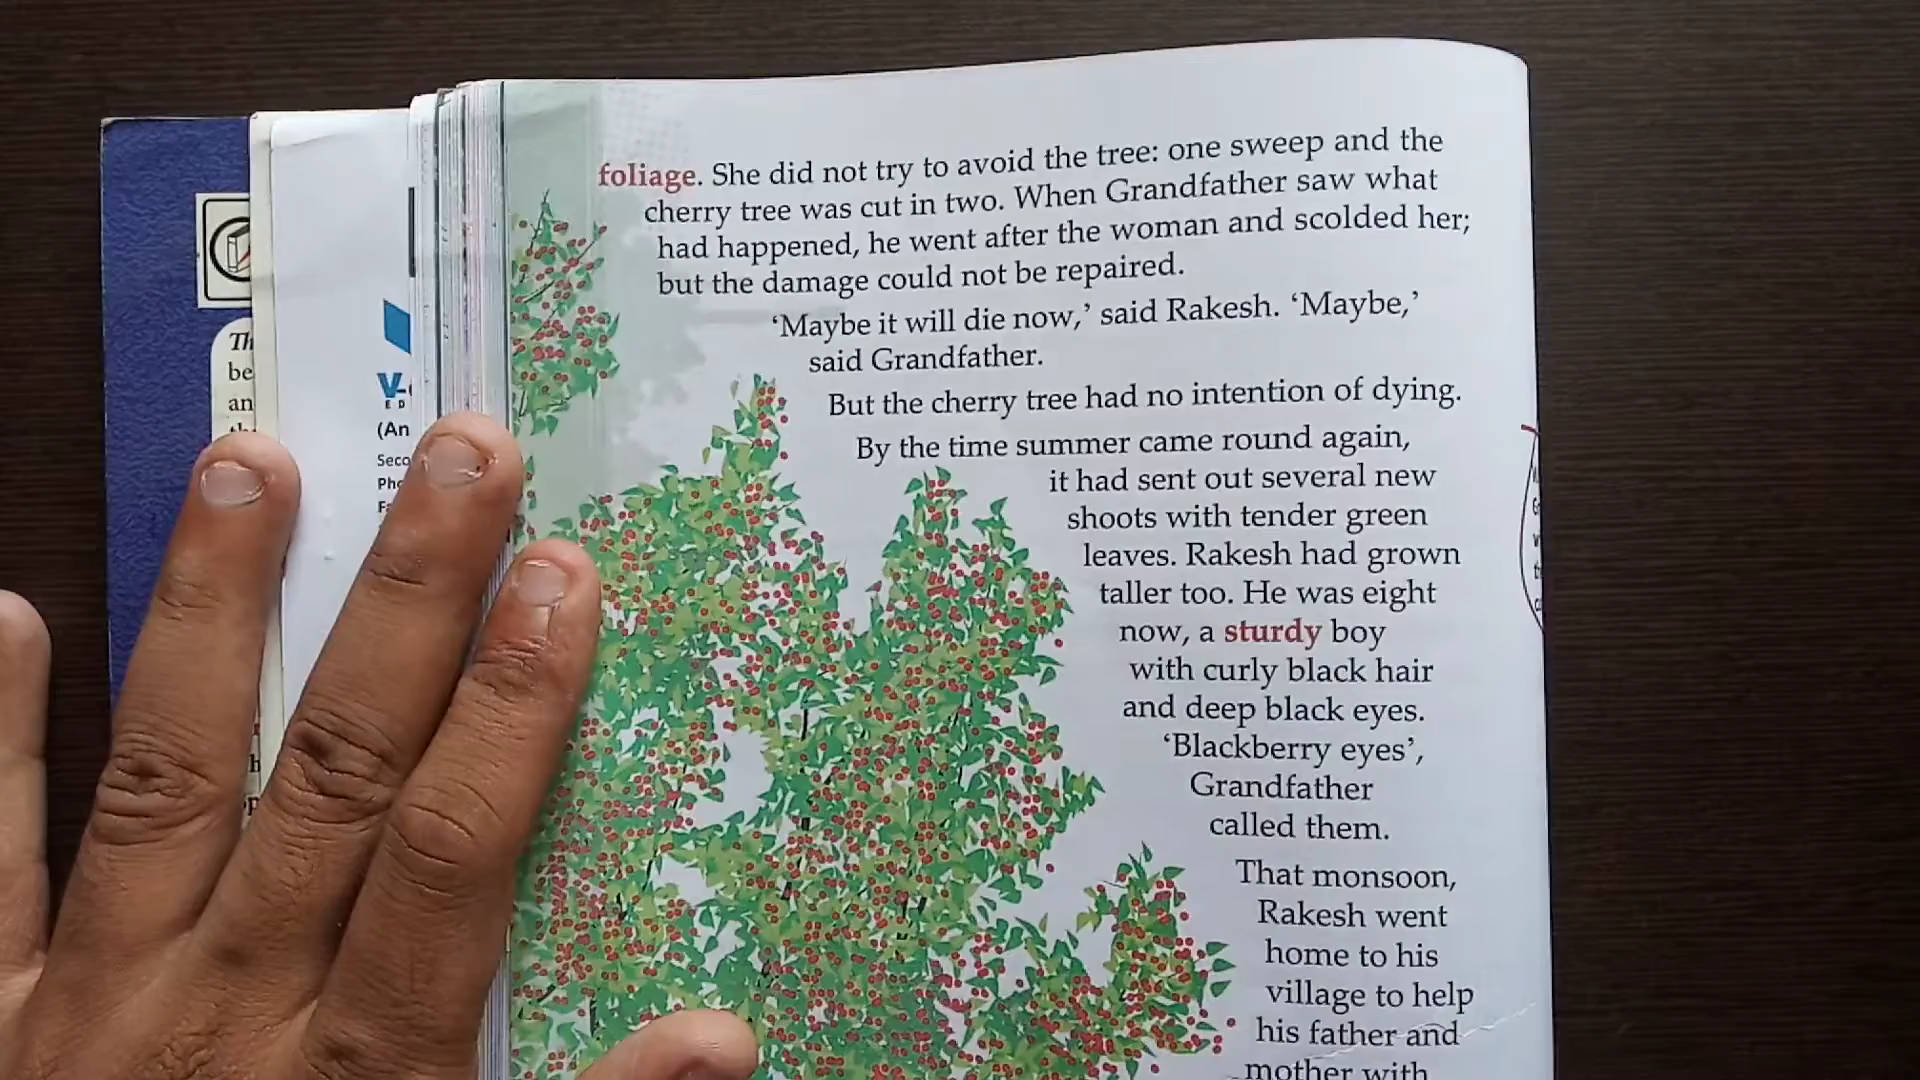 foliage. She did not try to avoid the tree: one sweep and the
cherry tree was cut in two. When Grandfather saw what
had happened, he went after the woman and scolded her;
but the damage could not be repaired.
‘Maybe it will die now,’ said Rakesh. ‘Maybe,’
said Grandfather.
But the cherry tree had no intention of dying.
By the time summer came round again,
it had sent out several new
shoots with tender green
leaves. Rakesh had grown
taller too. He was eight
now, a sturdy boy
with curly black hair
and deep black eyes.
‘Blackberry eyes’,
Grandfather
called them.
That monsoon,
Rakesh went
home to his
village to help
his father and
mother with
Th
be
an
V-
E D
(An
Seco